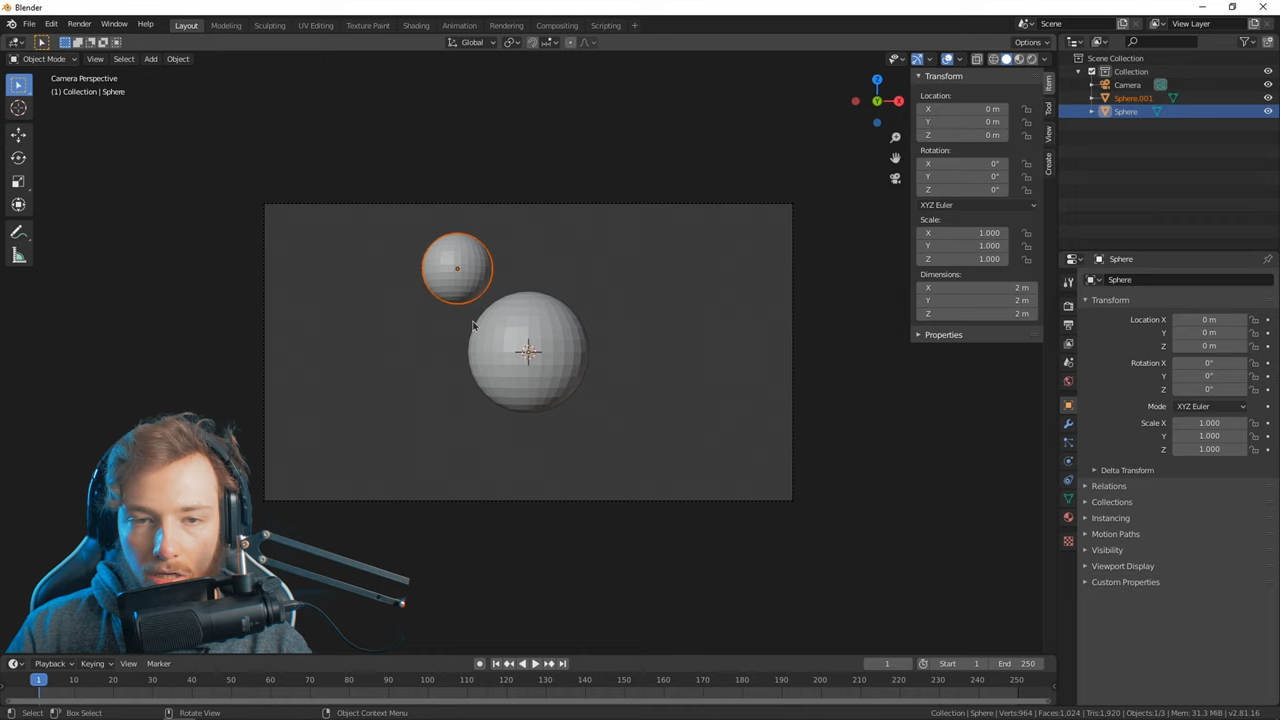 Blender
File Edit Render Window Help Layout Modeling Sculpting UV Editing Texture Paint Shading Animation Rendering Compositing Scripting + Scene View Layer
Global Options
Object Mode View Select Add Object
Camera Perspective
(1) Collection | Sphere
Z
Y
X
Transform
Location:
X 0 m
Y 0 m
Z 0 m
Rotation:
X 0°
Y 0°
Z 0°
XYZ Euler
Scale:
X 1.000
Y 1.000
Z 1.000
Dimensions:
X 2 m
Y 2 m
Z 2 m
Properties
Item
Tool
View
Create
Scene Collection
Collection
Camera
Sphere.001
Sphere
Sphere
Sphere
Transform
Location X 0 m
Y 0 m
Z 0 m
Rotation X 0°
Y 0°
Z 0°
Mode XYZ Euler
Scale X 1.000
Y 1.000
Z 1.000
Delta Transform
Relations
Collections
Instancing
Motion Paths
Visibility
Viewport Display
Custom Properties
Playback Keying View Marker 1 Start 1 End 250
1 10 20 30 40 50 60 70 80 90 100 110 120 130 140 150 160 170 180 190 200 210 220 230 240 250
Select Box Select Rotate View Object Context Menu Collection | Sphere | Verts:964 | Faces:1,024 | Tris:1,920 | Objects:1/3 | Mem: 31.3 MiB | v2.81.16